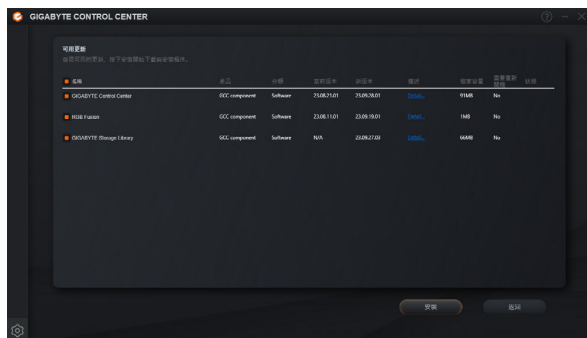 GIGABYTE CONTROL CENTER
可用更新
名稱 產品 分類 當前版本 新版本 描述 檔案容量 需要重新開機 狀態
GIGABYTE Control Center GCC component Software 23.08.21.01 23.09.28.01 Detail... 91MB No
RGB Fusion GCC component Software 23.08.11.01 23.09.19.01 Detail... 1MB No
GIGABYTE Storage Library GCC component Software N/A 23.09.27.03 Detail... 66MB No
安裝 返回